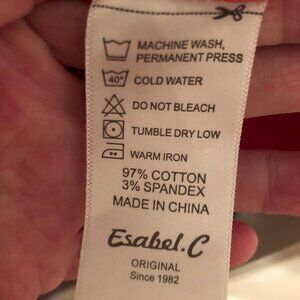 MACHINE WASH,
PERMANENT PRESS
40° COLD WATER
DO NOT BLEACH
TUMBLE DRY LOW
WARM IRON
97% COTTON
3% SPANDEX
MADE IN CHINA
Esabel.C
ORIGINAL
Since 1982